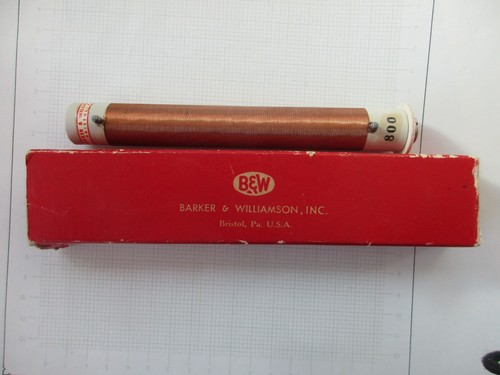 800
B&W
BARKER & WILLIAMSON, INC.
Bristol, Pa. U.S.A.